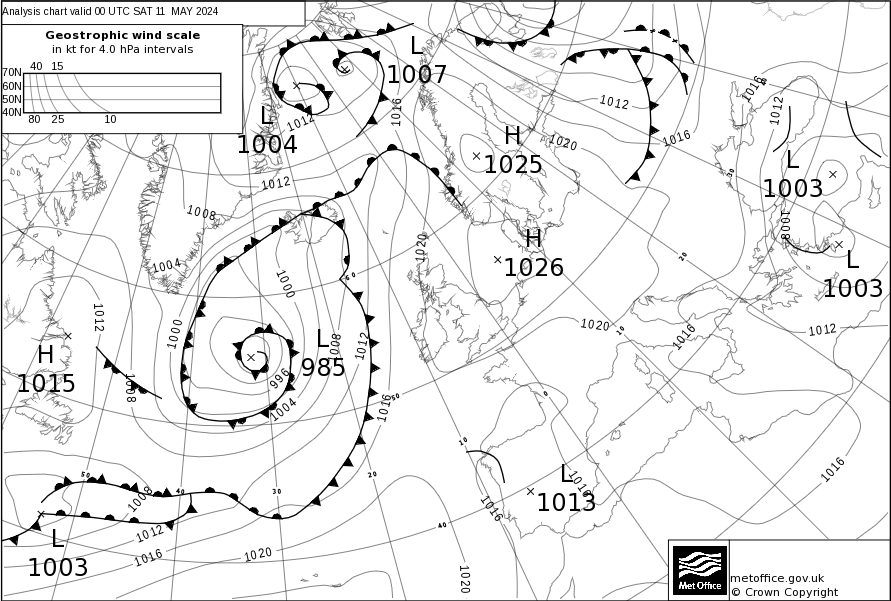 Analysis chart valid 00 UTC SAT 11 MAY 2024
Geostrophic wind scale
in kt for 4.0 hPa intervals
40 15
70N
60N
50N
40N
80 25 10
L
1007
L
1004
1012
1016
1012
1016
1012
H
1025
1020
1016
L
1003
1012
1008
1008
1004
1000
1000
1020
H
1026
60
20
30
L
1003
1012
H
1015
1012
1008
L
985
1008
1012
996
1004
1016
1020
10
1016
1012
50
0
10
1016
L
1013
1016
1016
50
40
30
20
40
1008
1012
1016
1020
1020
L
1003
Met Office
metoffice.gov.uk
© Crown Copyright